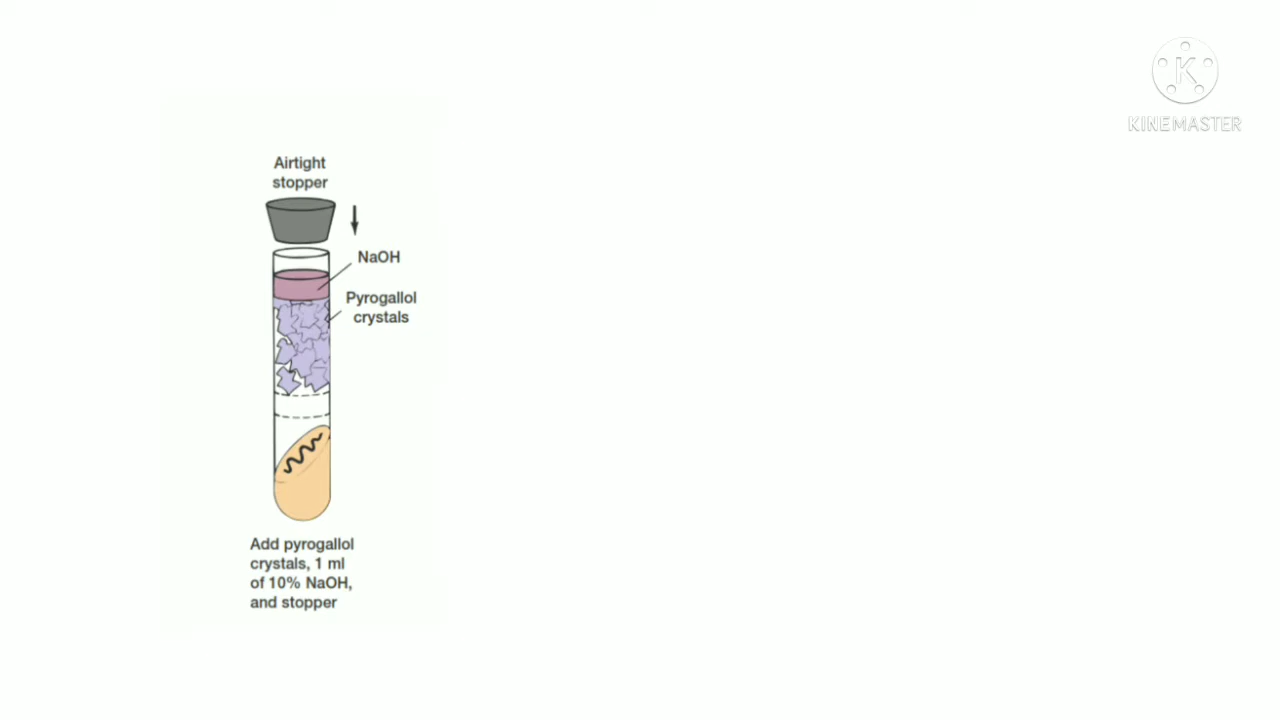 K
KINEMASTER
Airtight
stopper
NaOH
Pyrogallol
crystals
Add pyrogallol
crystals, 1 ml
of 10% NaOH,
and stopper